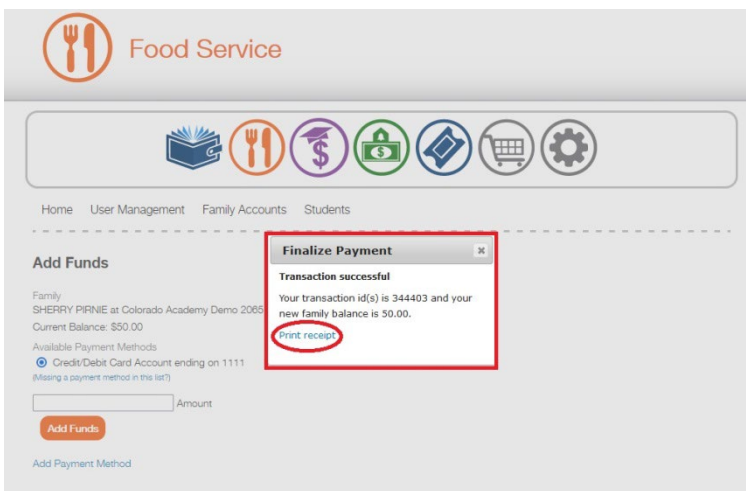 Food Service
Home User Management Family Accounts Students
Add Funds
Family
SHERRY PIRNIE at Colorado Academy Demo 2065
Current Balance: $50.00
Available Payment Methods
Credit/Debit Card Account ending on 1111
(Missing a payment method in this list?)
Amount
Add Funds
Add Payment Method
Finalize Payment
Transaction successful
Your transaction id(s) is 344403 and your
new family balance is 50.00.
Print receipt